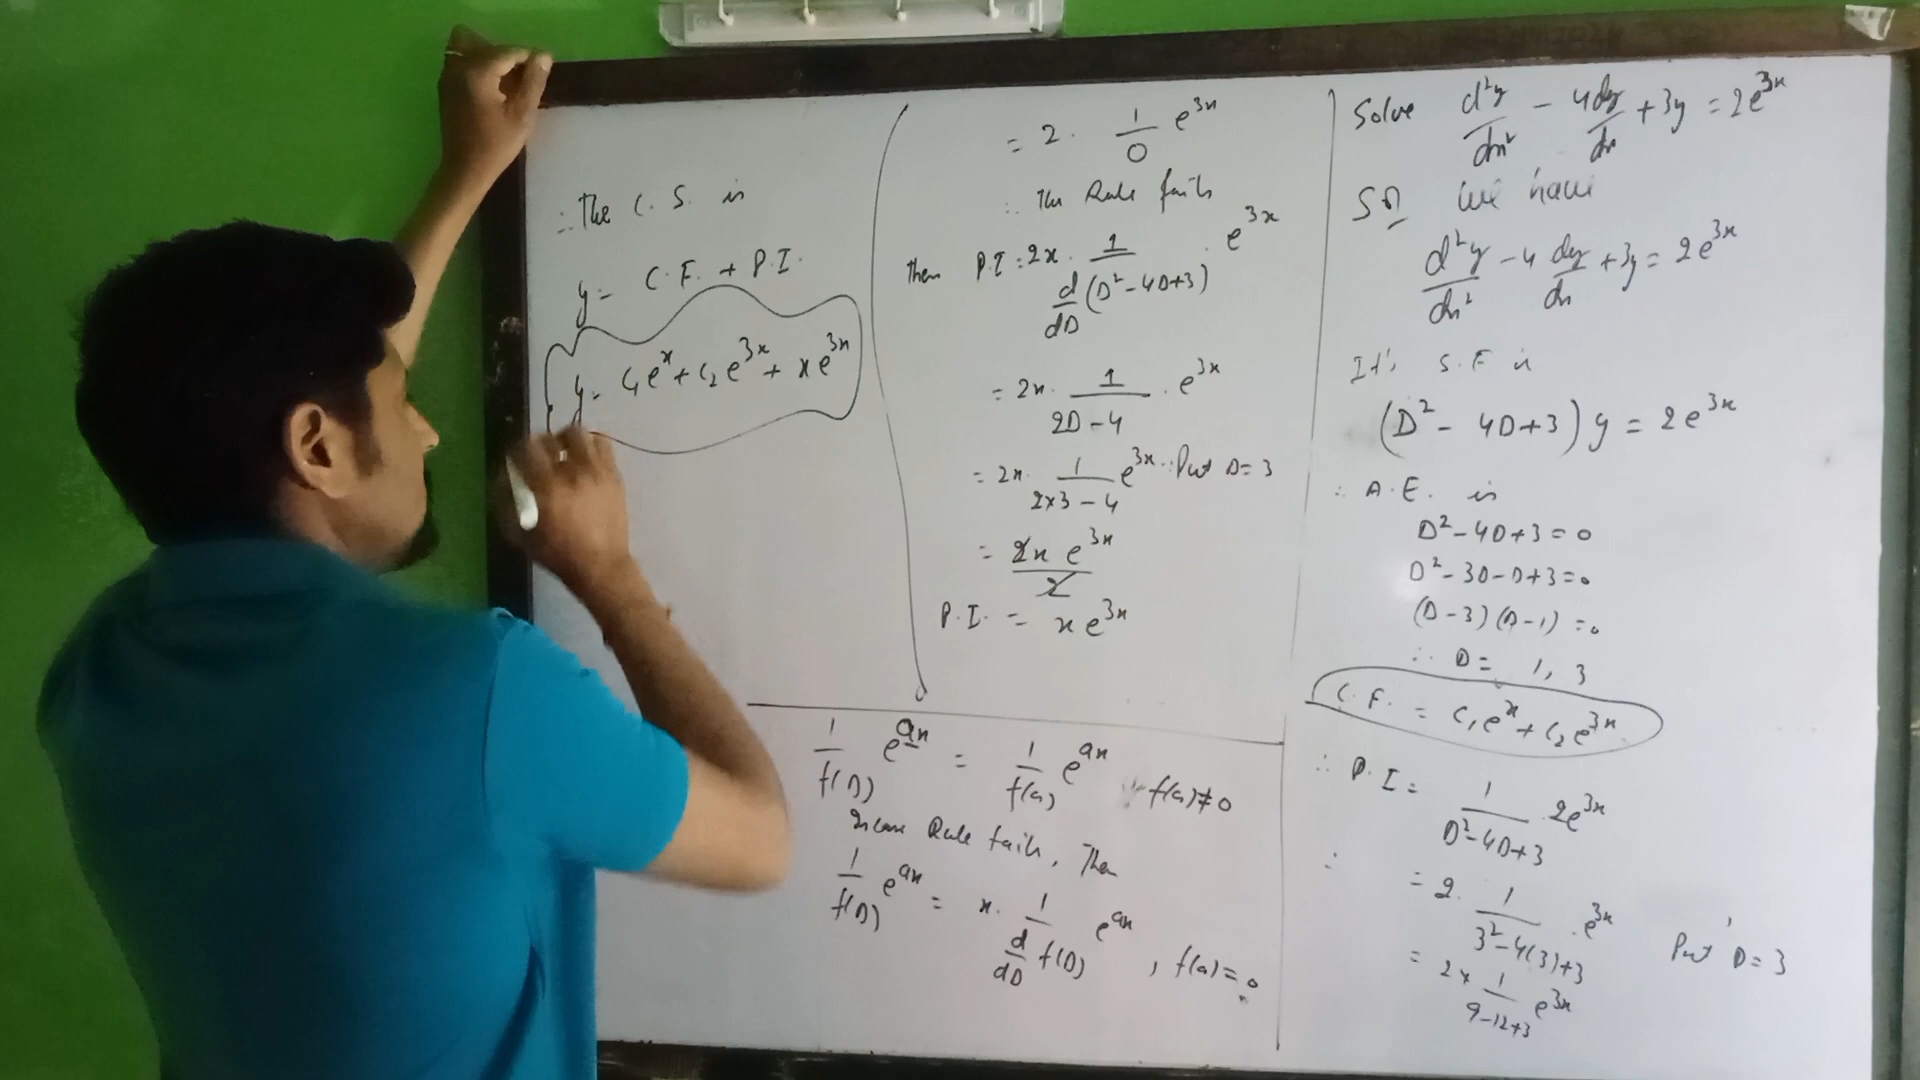 Solve d²y/dx² - 4dy/dx + 3y = 2e^3x
Solⁿ We have
d²y/dx² - 4 dy/dx + 3y = 2e^3x
It's S.F is
(D² - 4D+3) y = 2e^3x
∴ A.E. is
D² - 4D+3 = 0
D² - 3D - D + 3 = 0
(D-3) (D-1) = 0
∴ D = 1, 3
C.F. = C₁e^x + C₂e^3x
∴ P.I = 1/(D²-4D+3) · 2e^3x
∴ = 2 · 1/(3²-4(3)+3) · e^3x Put D=3
= 2 × 1/(9-12+3) e^3x
= 2 · 1/0 e^3x
∴ The Rule fails
then P.I = 2x · 1/(d/dD (D²-4D+3)) · e^3x
= 2x · 1/(2D-4) · e^3x
= 2x · 1/(2×3-4) e^3x ∵ Put D=3
= 2x e^3x/2
P.I. = x e^3x
∴ The C.S. is
y = C.F. + P.I.
y = C₁e^x + C₂e^3x + xe^3x
1/f(D) e^ax = 1/f(a) e^ax f(a)≠0
In case Rule fails, Then
1/f(D) e^ax = x · 1/(d/dD f(D)) e^ax , f(a)=0